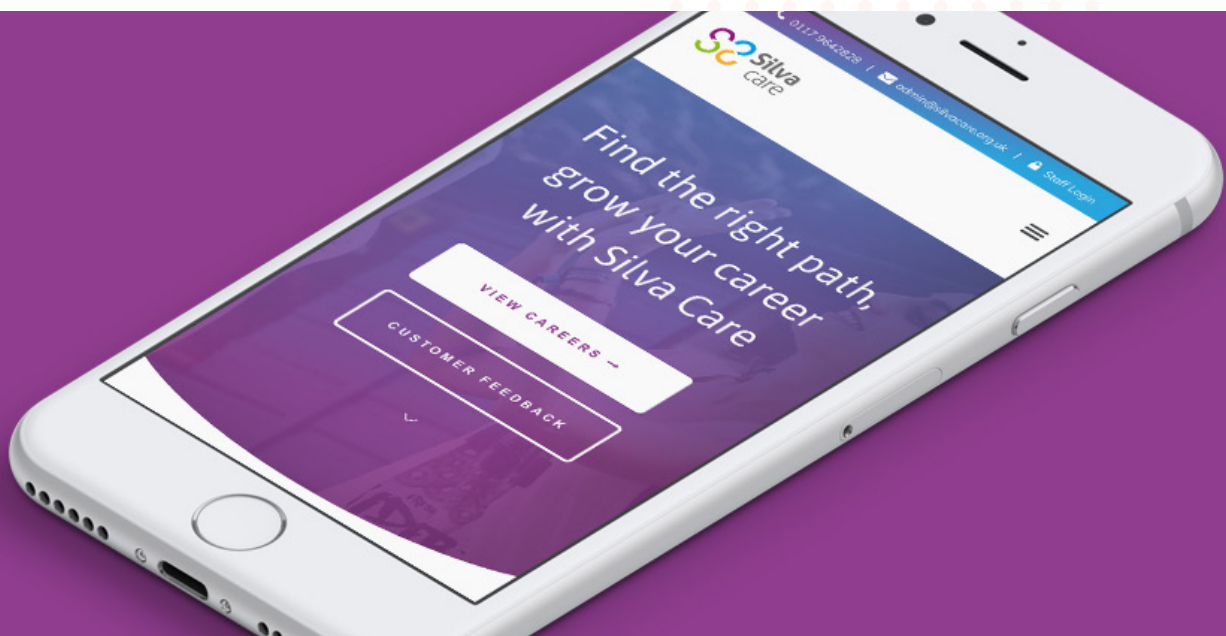 0117 9642828 | admin@silvacare.org.uk | Staff Login
Silva
care
Find the right path,
grow your career
with Silva Care
VIEW CAREERS →
CUSTOMER FEEDBACK